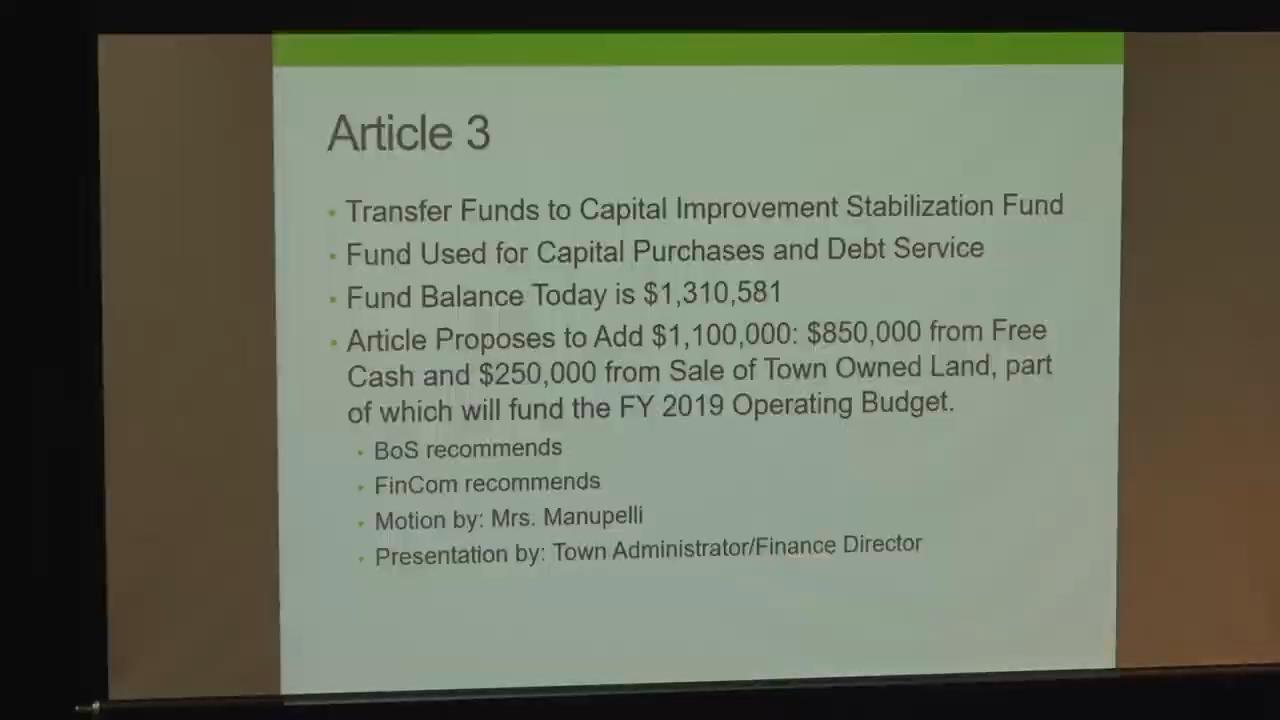 Article 3
• Transfer Funds to Capital Improvement Stabilization Fund
• Fund Used for Capital Purchases and Debt Service
• Fund Balance Today is $1,310,581
• Article Proposes to Add $1,100,000: $850,000 from Free
Cash and $250,000 from Sale of Town Owned Land, part
of which will fund the FY 2019 Operating Budget.
• BoS recommends
• FinCom recommends
• Motion by: Mrs. Manupelli
• Presentation by: Town Administrator/Finance Director